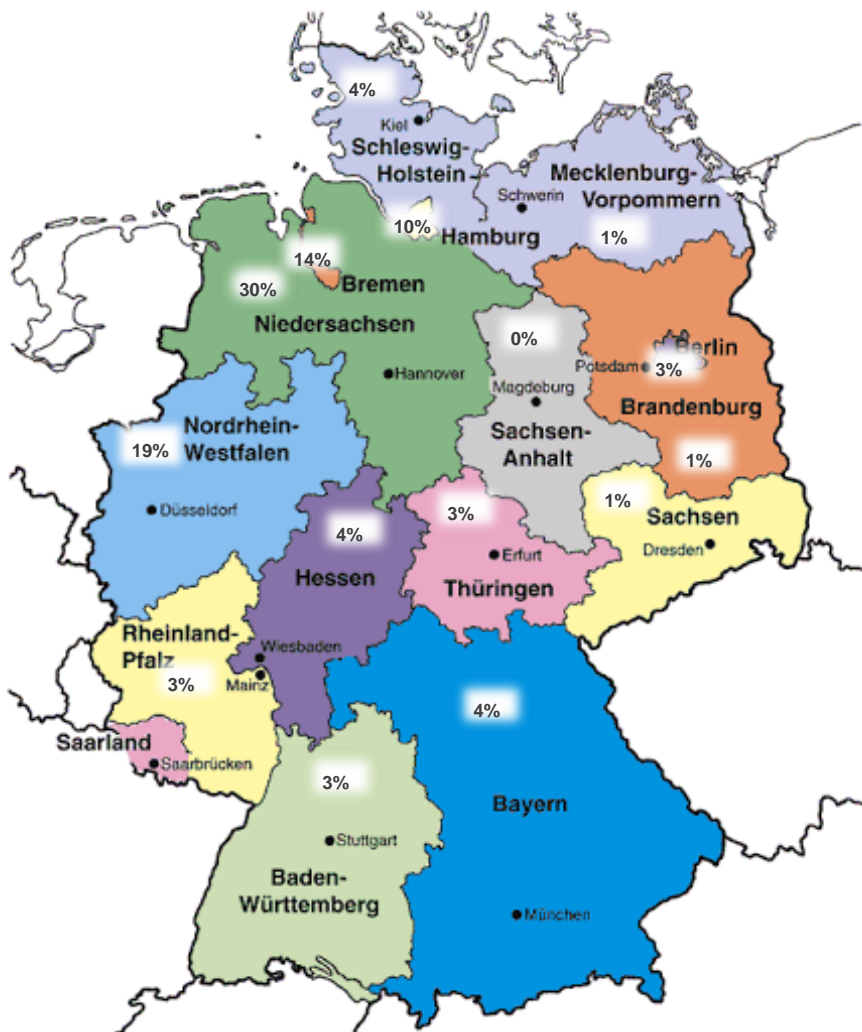 4%
Kiel
Schleswig-
Holstein
Mecklenburg-
Vorpommern
Schwerin
10%
Hamburg
1%
14%
30%
Bremen
Niedersachsen
0%
Berlin
Potsdam
3%
Hannover
Magdeburg
Brandenburg
Nordrhein-
Westfalen
19%
Sachsen-
Anhalt
1%
1%
Sachsen
Düsseldorf
4%
3%
Dresden
Erfurt
Hessen
Thüringen
Rheinland-
Pfalz
Wiesbaden
Mainz
3%
4%
Saarland
Saarbrücken
3%
Bayern
Stuttgart
Baden-
Württemberg
München